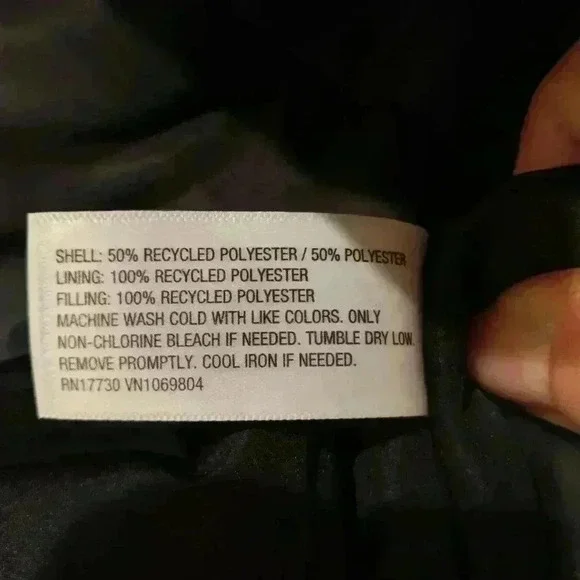 SHELL: 50% RECYCLED POLYESTER / 50% POLYESTER
LINING: 100% RECYCLED POLYESTER
FILLING: 100% RECYCLED POLYESTER
MACHINE WASH COLD WITH LIKE COLORS. ONLY
NON-CHLORINE BLEACH IF NEEDED. TUMBLE DRY LOW.
REMOVE PROMPTLY. COOL IRON IF NEEDED.
RN17730 VN1069804